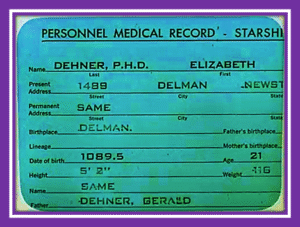 PERSONNEL MEDICAL RECORD - STARSHI
Name DEHNER, P.H.D. ELIZABETH
Last First
Present Address 1489 DELMAN NEWST
Street City State
Permanent Address SAME
Street City State
Birthplace DELMAN. Father's birthplace
Lineage Mother's birthplace
Date of birth 1089.5 Age 21
Height 5' 2" Weight 116
Name SAME
Father DEHNER, GERALD